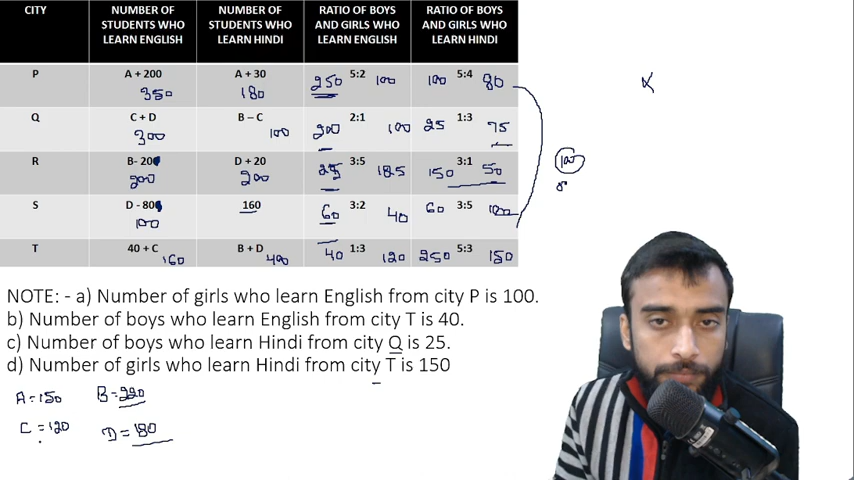 CITY NUMBER OF STUDENTS WHO LEARN ENGLISH NUMBER OF STUDENTS WHO LEARN HINDI RATIO OF BOYS AND GIRLS WHO LEARN ENGLISH RATIO OF BOYS AND GIRLS WHO LEARN HINDI
P A + 200 A + 30 5:2 5:4
350 180 250 100 100 80
Q C + D B – C 2:1 1:3
300 100 200 100 25 75
R B- 20 D + 20 3:5 3:1
200 200 125 150 50
S D - 80 160 3:2 3:5
100 60 40 60 100
T 40 + C B + D 1:3 5:3
160 400 40 120 250 150
100
NOTE: - a) Number of girls who learn English from city P is 100.
b) Number of boys who learn English from city T is 40.
c) Number of boys who learn Hindi from city Q is 25.
d) Number of girls who learn Hindi from city T is 150
A=150 B=220
C=120 D=180